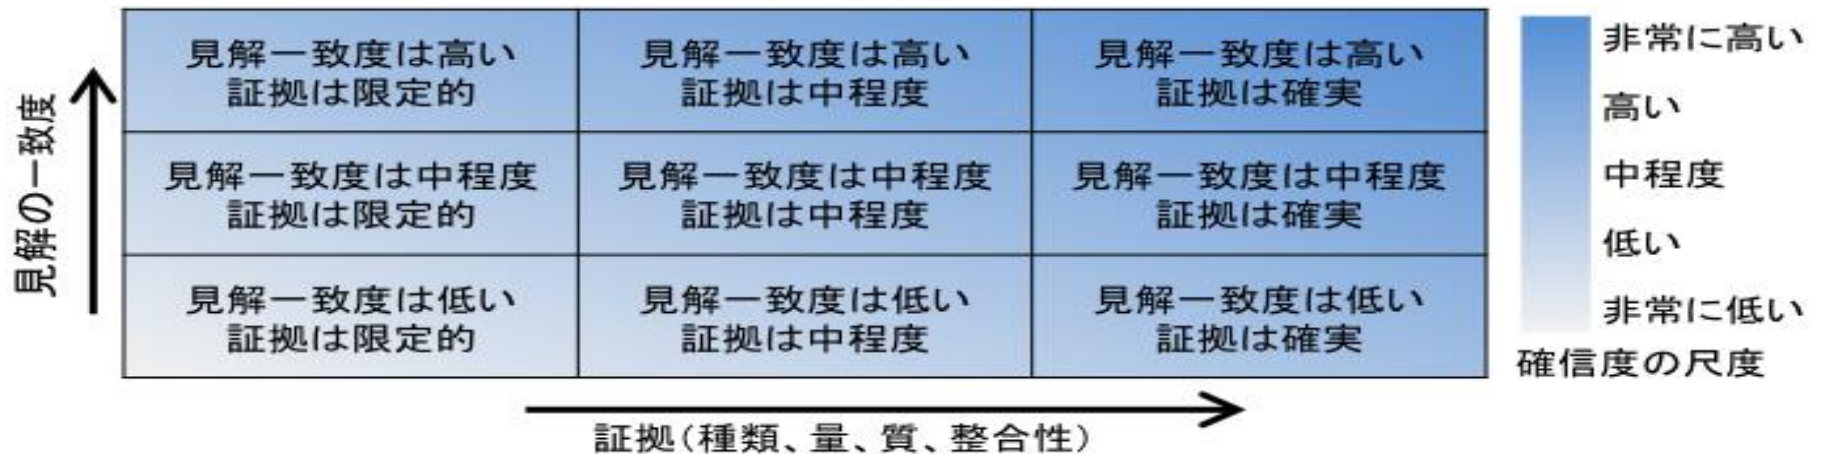 見解の一致度
見解一致度は高い
証拠は限定的
見解一致度は高い
証拠は中程度
見解一致度は高い
証拠は確実
見解一致度は中程度
証拠は限定的
見解一致度は中程度
証拠は中程度
見解一致度は中程度
証拠は確実
見解一致度は低い
証拠は限定的
見解一致度は低い
証拠は中程度
見解一致度は低い
証拠は確実
証拠(種類、量、質、整合性)
非常に高い
高い
中程度
低い
非常に低い
確信度の尺度